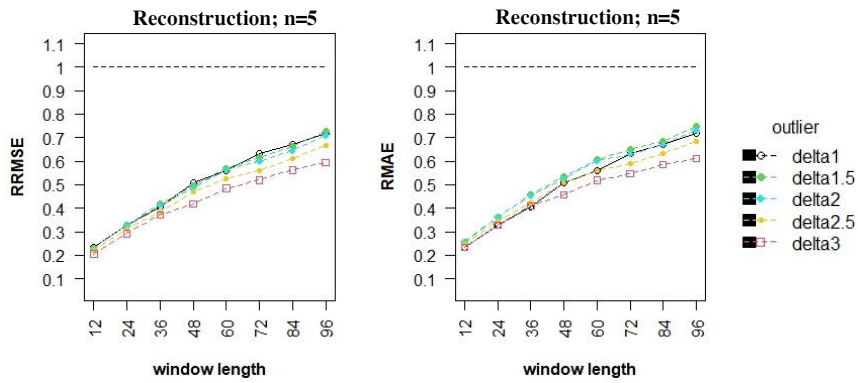 Reconstruction; n=5
RRMSE
1.1
1
0.9
0.8
0.7
0.6
0.5
0.4
0.3
0.2
0.1
12 24 36 48 60 72 84 96
window length
Reconstruction; n=5
RMAE
1.1
1
0.9
0.8
0.7
0.6
0.5
0.4
0.3
0.2
0.1
12 24 36 48 60 72 84 96
window length
outlier
delta1
delta1.5
delta2
delta2.5
delta3